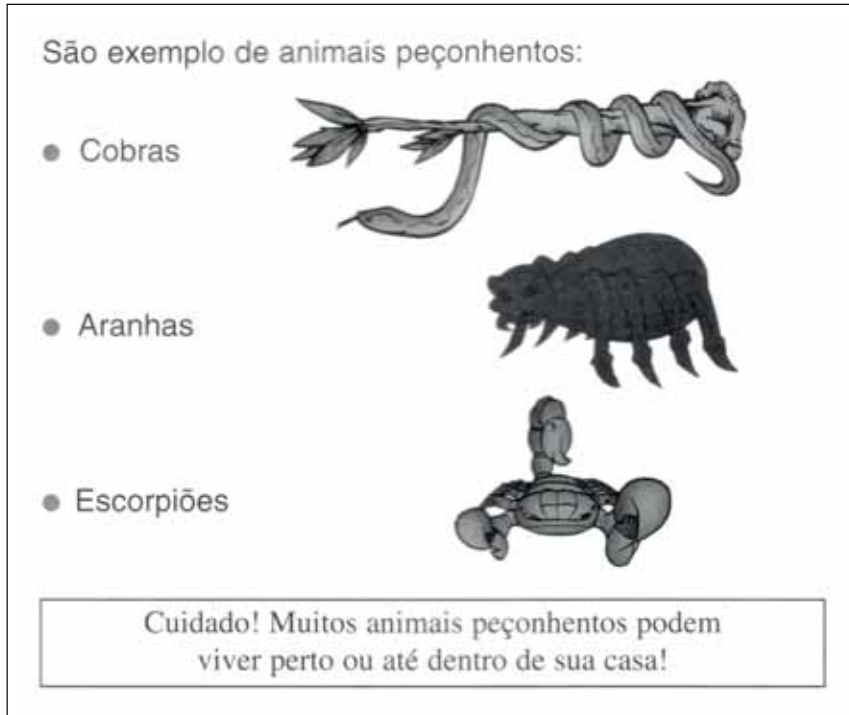 São exemplo de animais peçonhentos:
● Cobras
● Aranhas
● Escorpiões
Cuidado! Muitos animais peçonhentos podem
viver perto ou até dentro de sua casa!